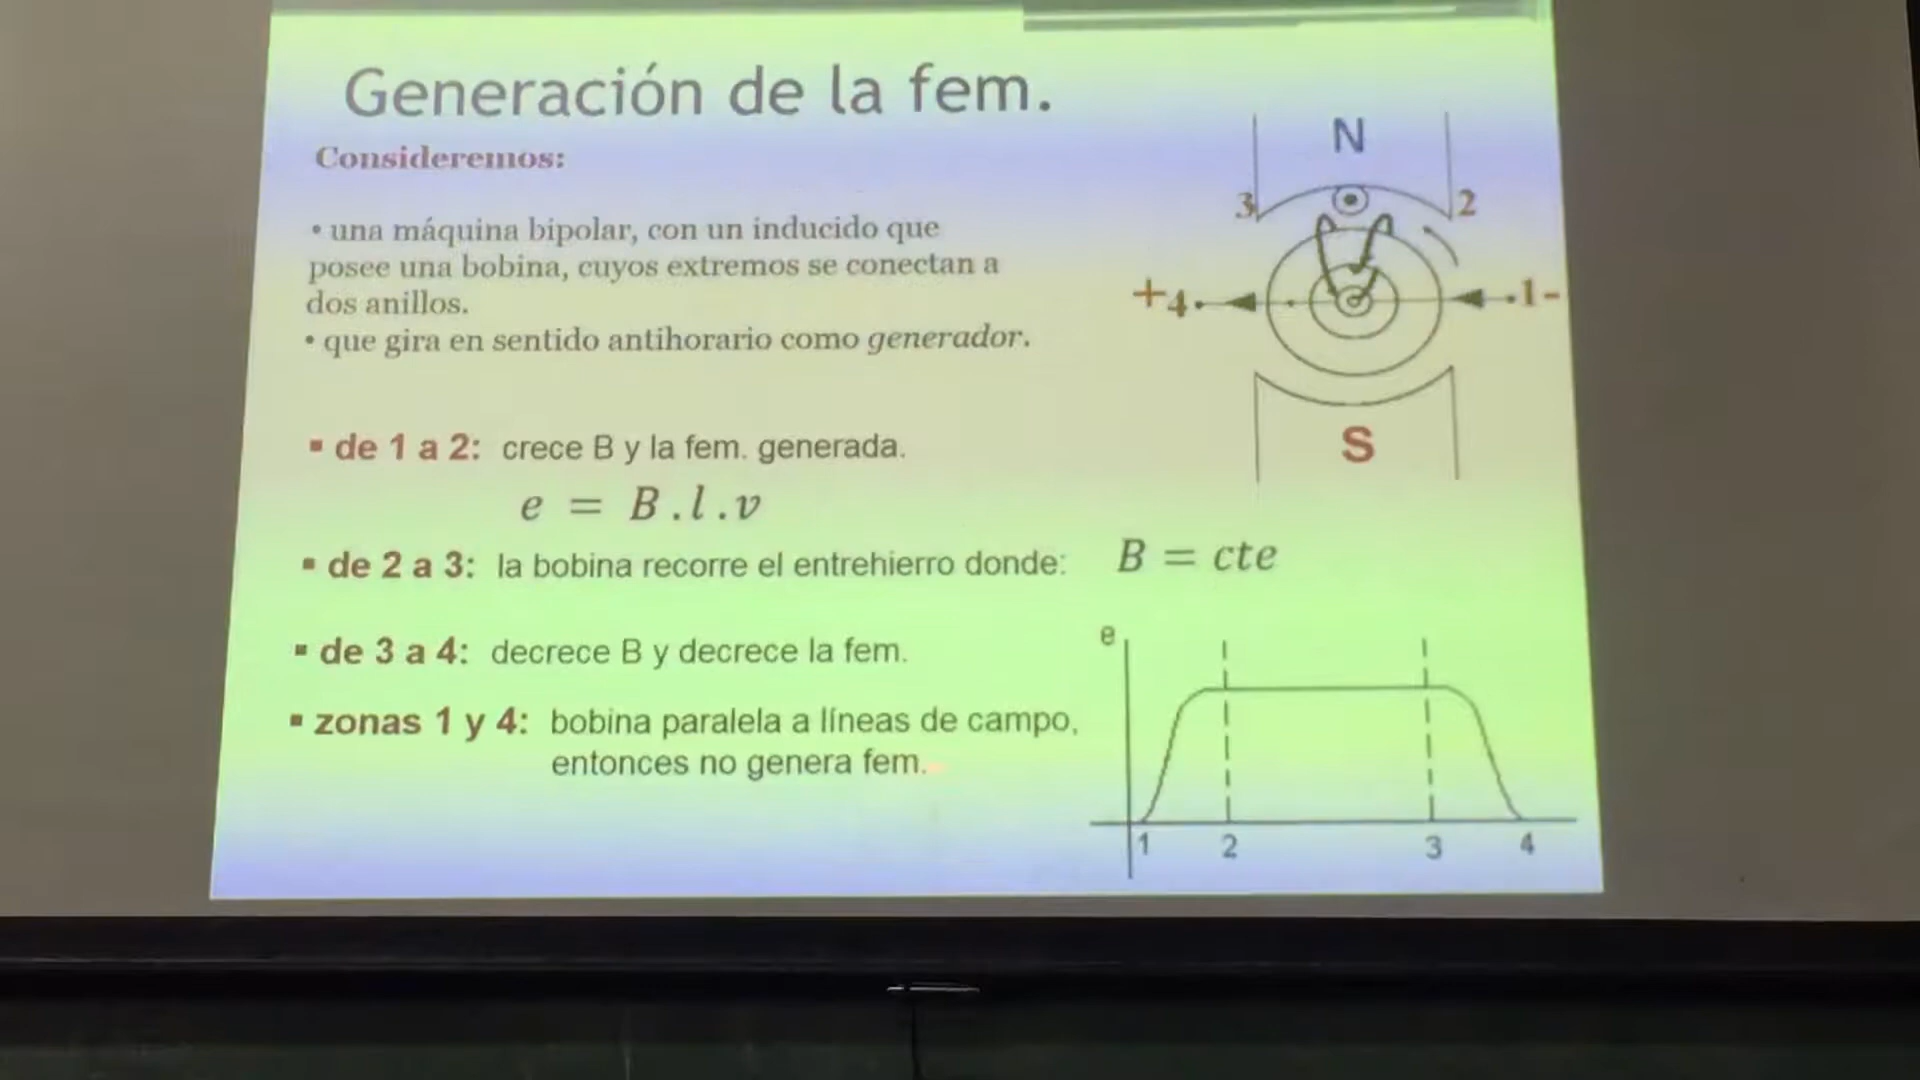 Generación de la fem.
Consideremos:
• una máquina bipolar, con un inducido que
posee una bobina, cuyos extremos se conectan a
dos anillos.
• que gira en sentido antihorario como generador.
▪ de 1 a 2: crece B y la fem. generada.
e = B.l.v
▪ de 2 a 3: la bobina recorre el entrehierro donde: B = cte
▪ de 3 a 4: decrece B y decrece la fem.
▪ zonas 1 y 4: bobina paralela a líneas de campo,
entonces no genera fem.
N
3 2
+4. .1-
S
e
1 2 3 4